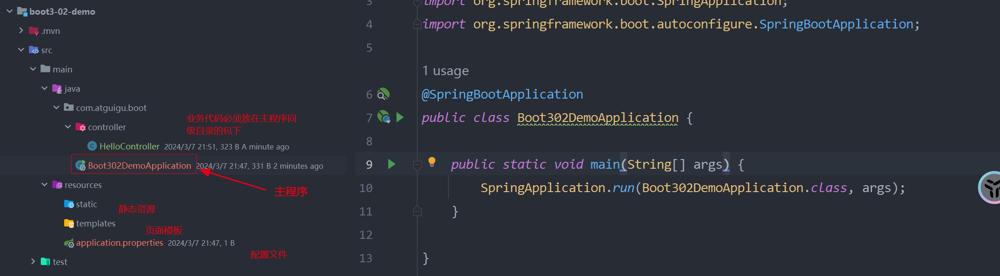 boot3-02-demo
.mvn
src
main
java
com.atguigu.boot
业务代码必须放在主程序同
级目录的包下
controller
HelloController 2024/3/7 21:51, 323 B A minute ago
Boot302DemoApplication 2024/3/7 21:47, 331 B 2 minutes ago
主程序
resources
static
静态资源
templates
页面模板
application.properties 2024/3/7 21:47, 1 B
配置文件
test
3 import org.springframework.boot.SpringApplication;
4 import org.springframework.boot.autoconfigure.SpringBootApplication;
5
1 usage
6 @SpringBootApplication
7 public class Boot302DemoApplication {
8
9 public static void main(String[] args) {
10 SpringApplication.run(Boot302DemoApplication.class, args);
11 }
12
13 }